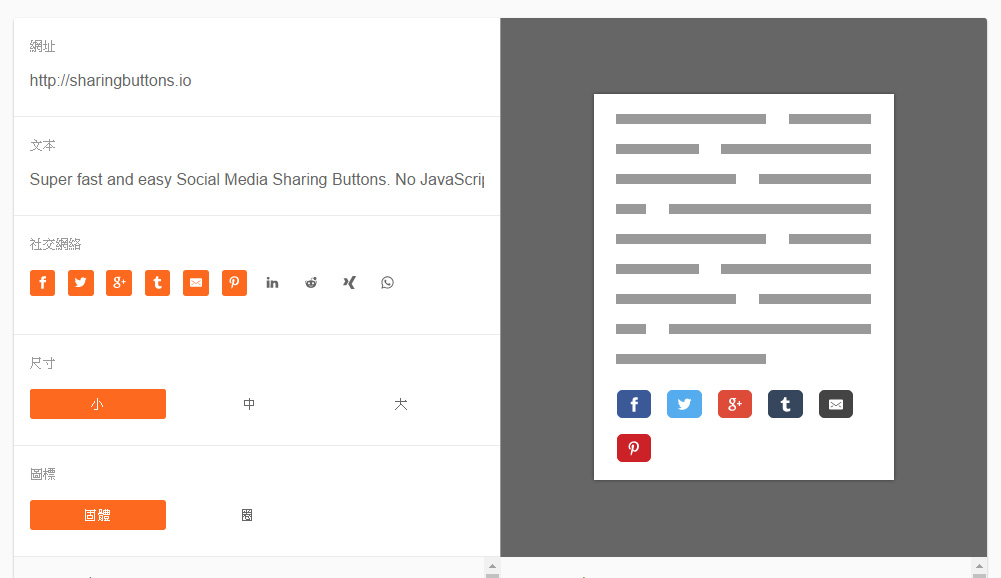 網址
http://sharingbuttons.io
文本
Super fast and easy Social Media Sharing Buttons. No JavaScrip
社交網絡
尺寸
小 中 大
圖標
固體 圈